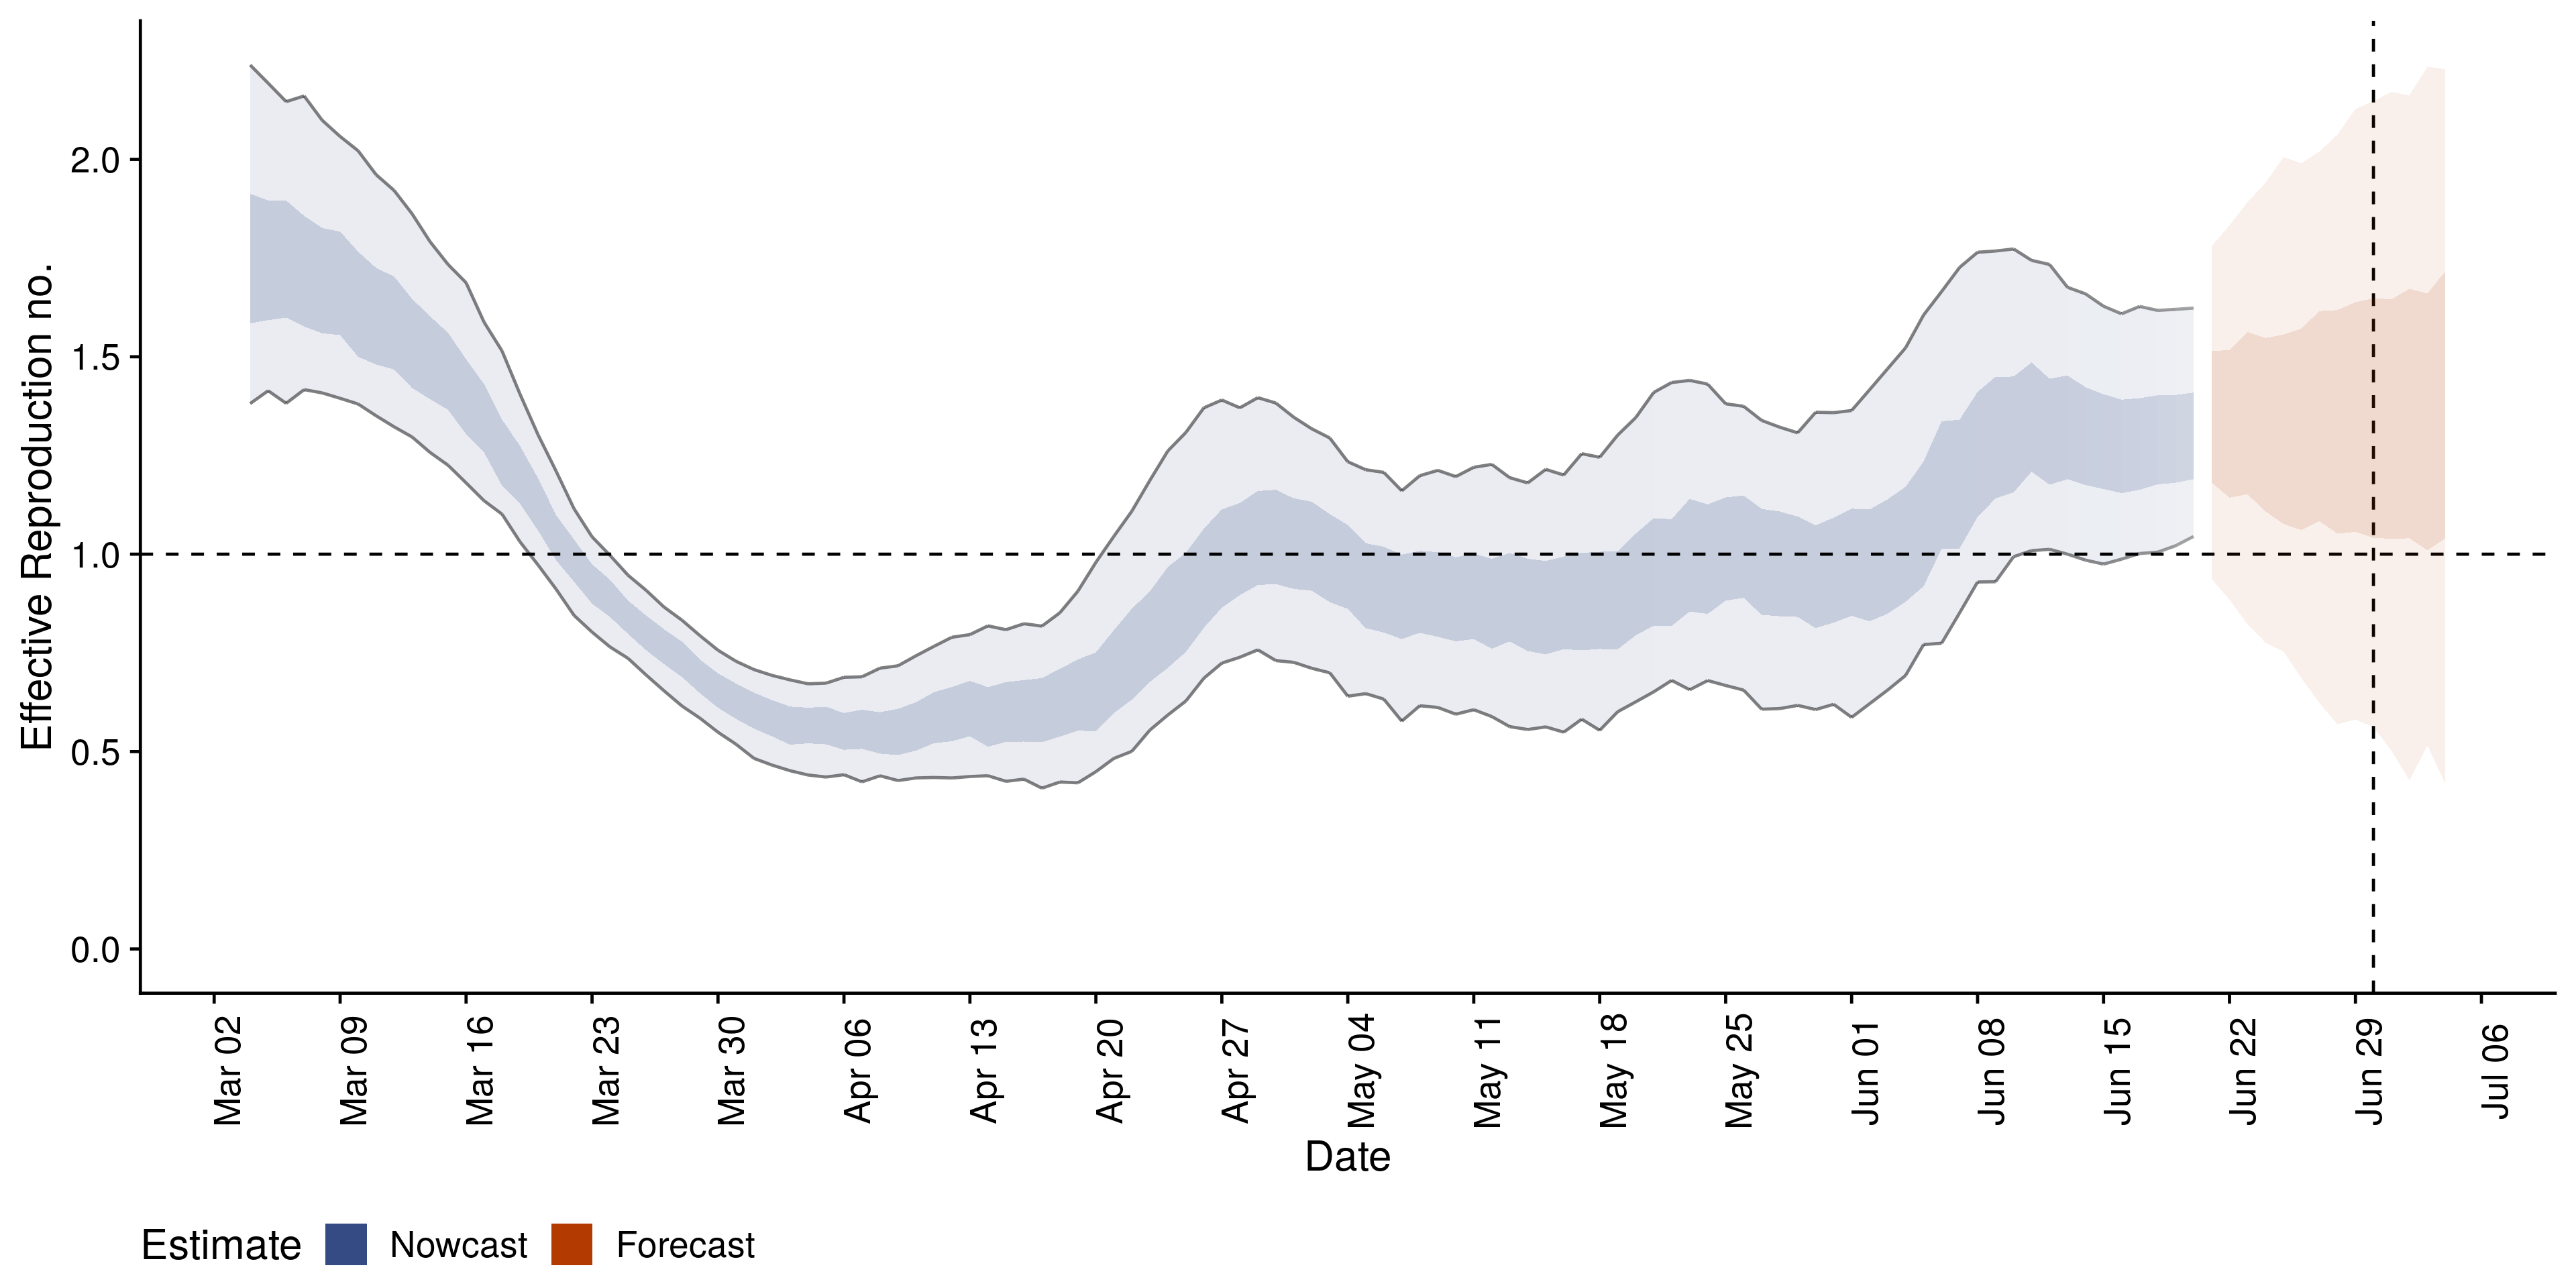 Effective Reproduction no.
2.0
1.5
1.0
0.5
0.0
Mar 02
Mar 09
Mar 16
Mar 23
Mar 30
Apr 06
Apr 13
Apr 20
Apr 27
May 04
May 11
May 18
May 25
Jun 01
Jun 08
Jun 15
Jun 22
Jun 29
Jul 06
Date
Estimate Nowcast Forecast